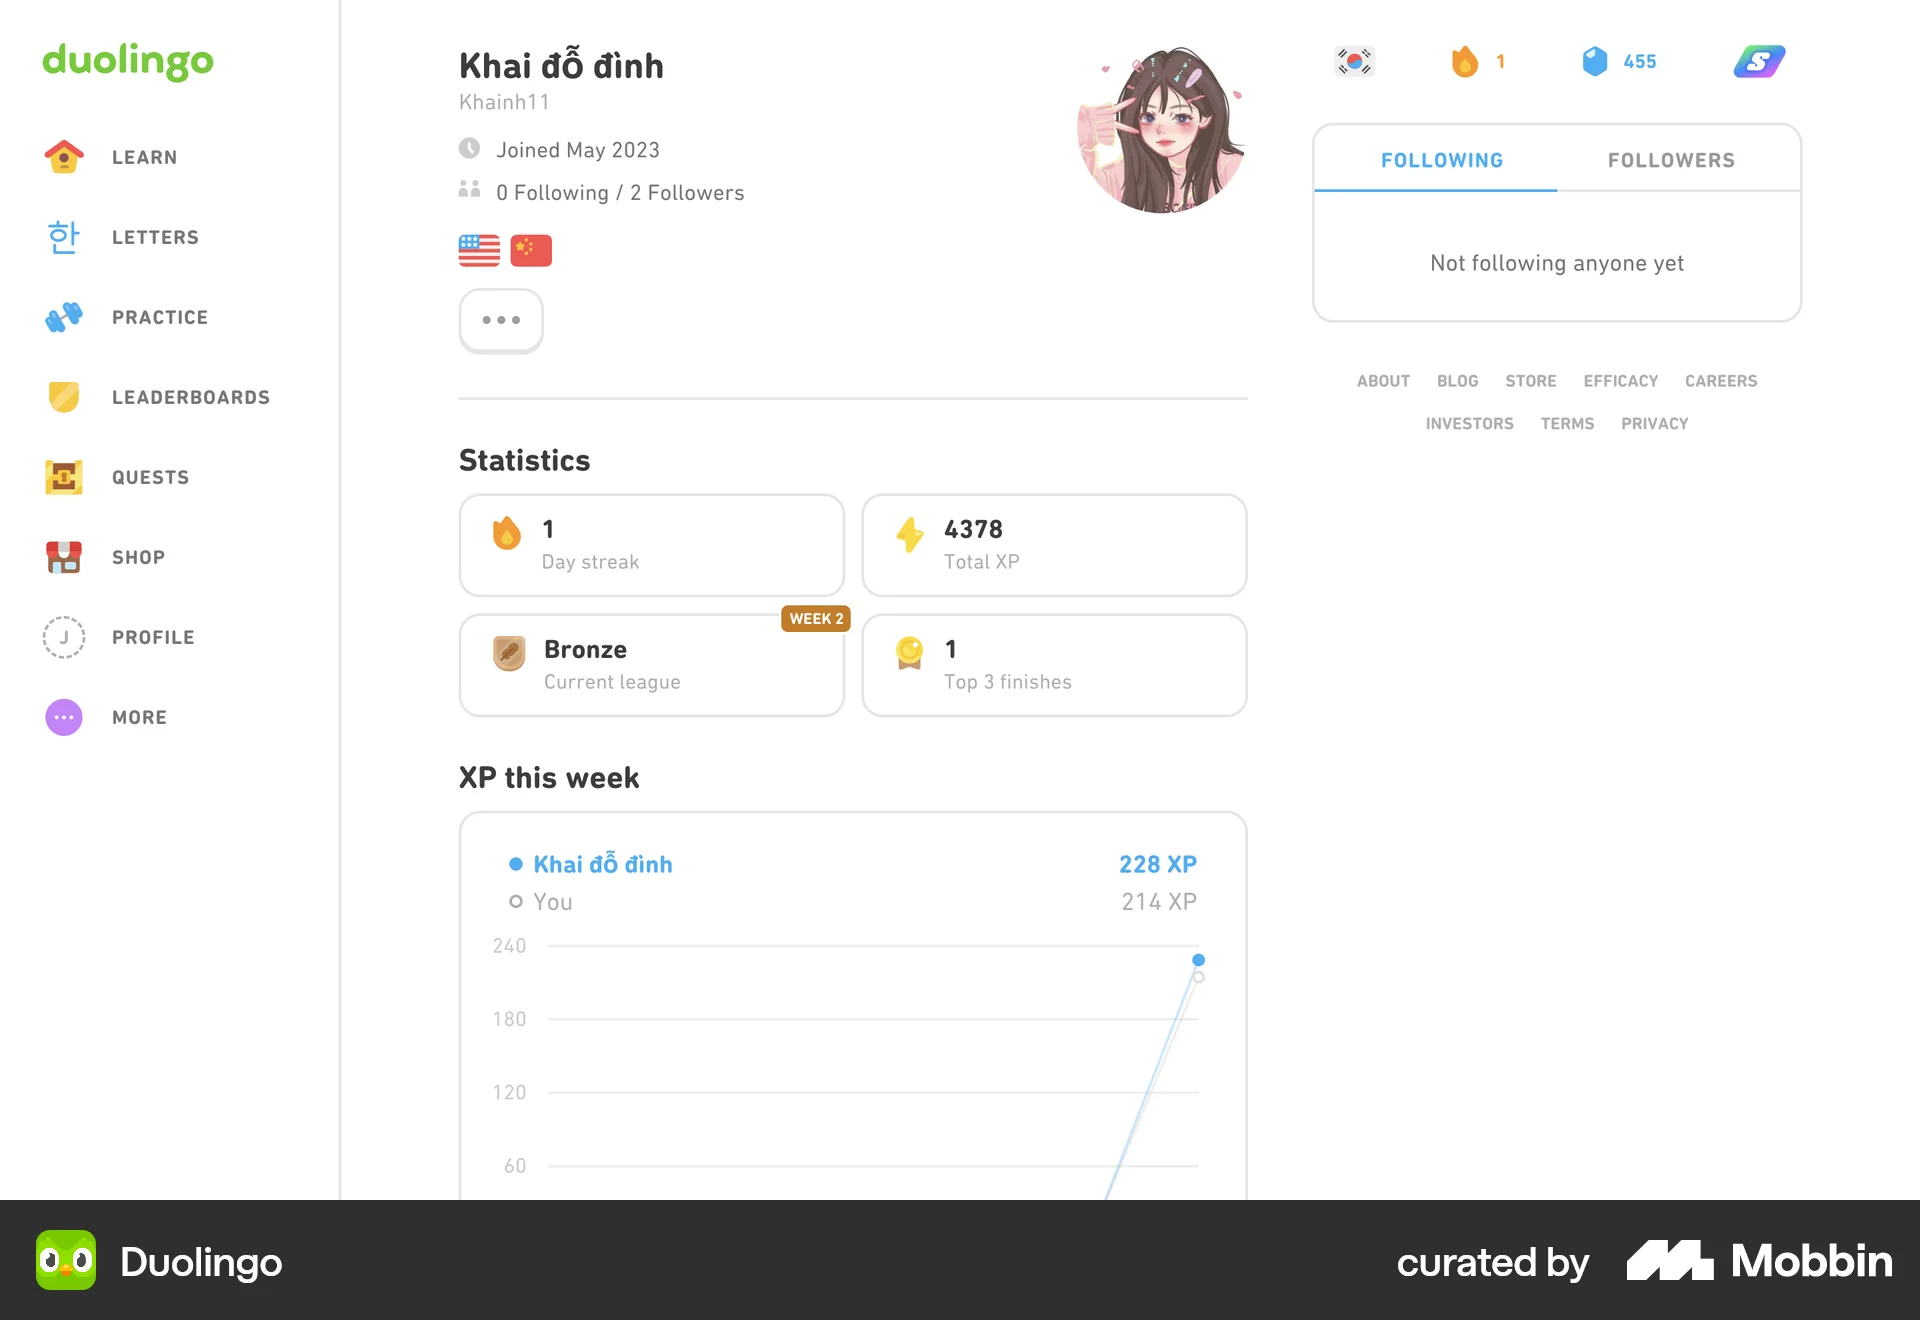 duolingo
LEARN
한
LETTERS
PRACTICE
LEADERBOARDS
QUESTS
SHOP
J
PROFILE
MORE
Khai đỗ đình
Khainh11
Joined May 2023
0 Following / 2 Followers
1
455
S
FOLLOWING
FOLLOWERS
Not following anyone yet
ABOUT BLOG STORE EFFICACY CAREERS
INVESTORS TERMS PRIVACY
Statistics
1
Day streak
4378
Total XP
WEEK 2
Bronze
Current league
1
Top 3 finishes
XP this week
Khai đỗ đình 228 XP
You 214 XP
240
180
120
60
Duolingo
curated by Mobbin